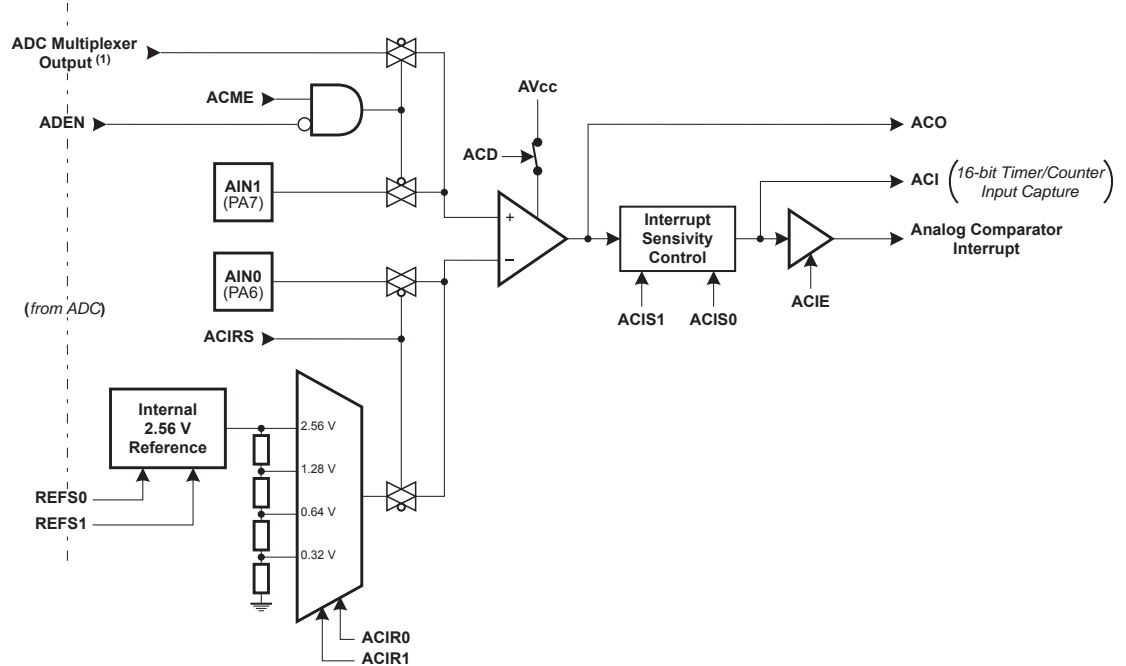 ADC Multiplexer
Output (1)
ACME
ADEN
AIN1
(PA7)
AIN0
(PA6)
(from ADC)
ACIRS
Internal
2.56 V
Reference
REFS0
REFS1
2.56 V
1.28 V
0.64 V
0.32 V
ACIR0
ACIR1
AVcc
ACD
+
−
Interrupt
Sensivity
Control
ACIS1 ACIS0
ACIE
ACO
ACI (16-bit Timer/Counter
Input Capture)
Analog Comparator
Interrupt